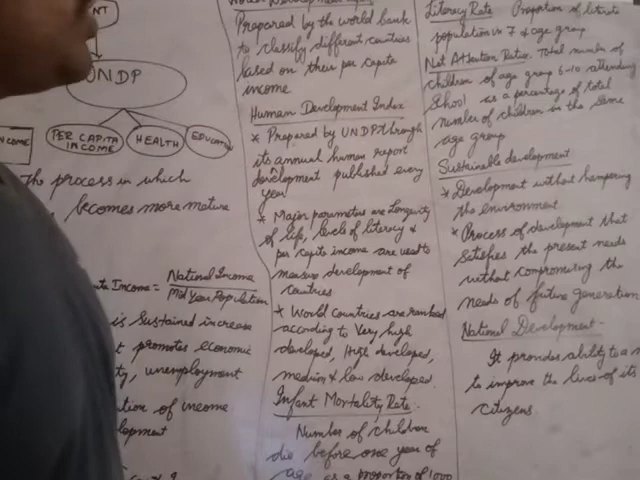 NT
UNDP
INCOME
PER CAPITA
INCOME
HEALTH
The process in which
becomes more mature
Income = National Income
Mid Year Population
is sustained increase
promotes economic
unemployment
of income
Prepared by the world bank
to classify different countries
based on their per capita
income
Human Development Index
* Prepared by UNDP through
its annual human report
development published every
year
* Major parameters are longevity
of life, levels of literacy &
per capita income are used to
measure development of
countries
* World Countries are ranked
according to Very high
developed, High developed,
medium & low developed.
Infant Mortality Rate.
Number of children
die before one year of
age as a proportion of 1000
Literacy Rate Proportion of literate
population in 7 & age group
Net Attention Ratio. Total number of
children of age group 6-10 attending
School as a percentage of total
number of children in the same
age group
Sustainable development
* Development without hampering
the environment
* Process of development that
satisfies the present needs
without compromising the
needs of future generation
National Development-
It provides ability to a
to improve the lives of its
citizens